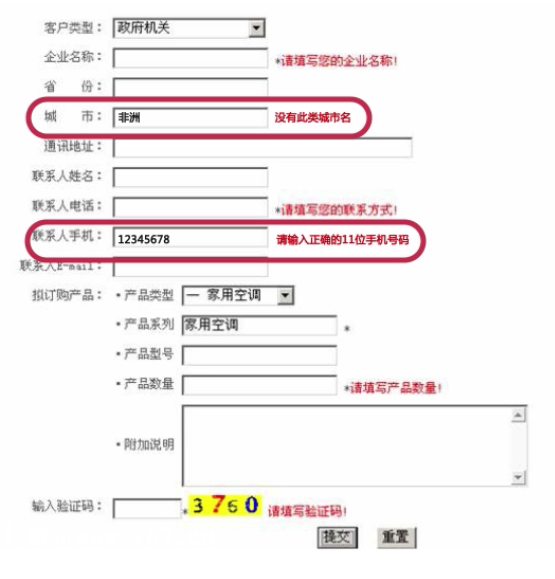 客户类型： 政府机关
企业名称： *请填写您的企业名称!
省 份：
城 市： 非洲 没有此类城市名
通讯地址：
联系人姓名：
联系人电话： *请填写您的联系方式!
联系人手机： 12345678 请输入正确的11位手机号码
联系人E-mail：
拟订购产品： •产品类型 一 家用空调
•产品系列 家用空调 *
•产品型号
•产品数量 *请填写产品数量!
•附加说明
输入验证码： * 3760 请填写验证码!
提交 重置